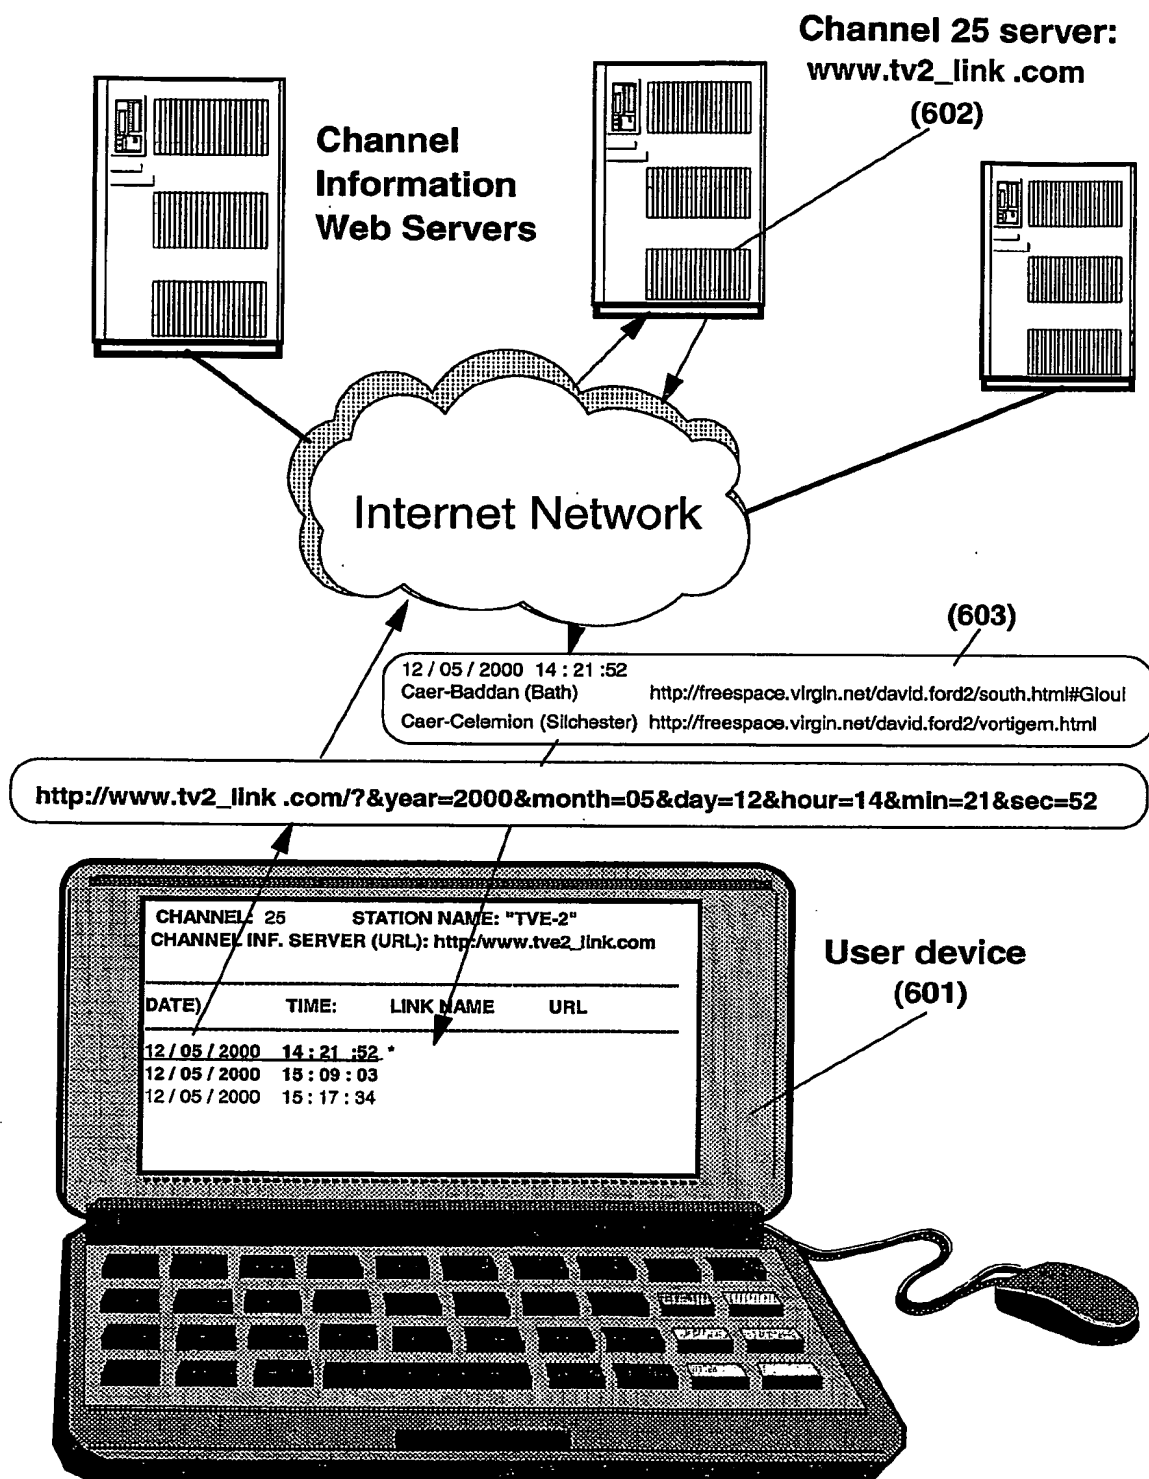 Channel 25 server:
www.tv2_link .com
(602)
Channel
Information
Web Servers
Internet Network
(603)
12 / 05 / 2000 14 : 21 :52
Caer-Baddan (Bath) http://freespace.virgin.net/david.ford2/south.html#Gloui
Caer-Celemion (Silchester) http://freespace.virgin.net/david.ford2/vortigem.html
http://www.tv2_link .com/?&year=2000&month=05&day=12&hour=14&min=21&sec=52
CHANNEL: 25 STATION NAME: "TVE-2"
CHANNEL INF. SERVER (URL): http:/www.tve2_link.com
DATE) TIME: LINK NAME URL
12 / 05 / 2000 14 : 21 :52 *
12 / 05 / 2000 15 : 09 : 03
12 / 05 / 2000 15 : 17 : 34
User device
(601)